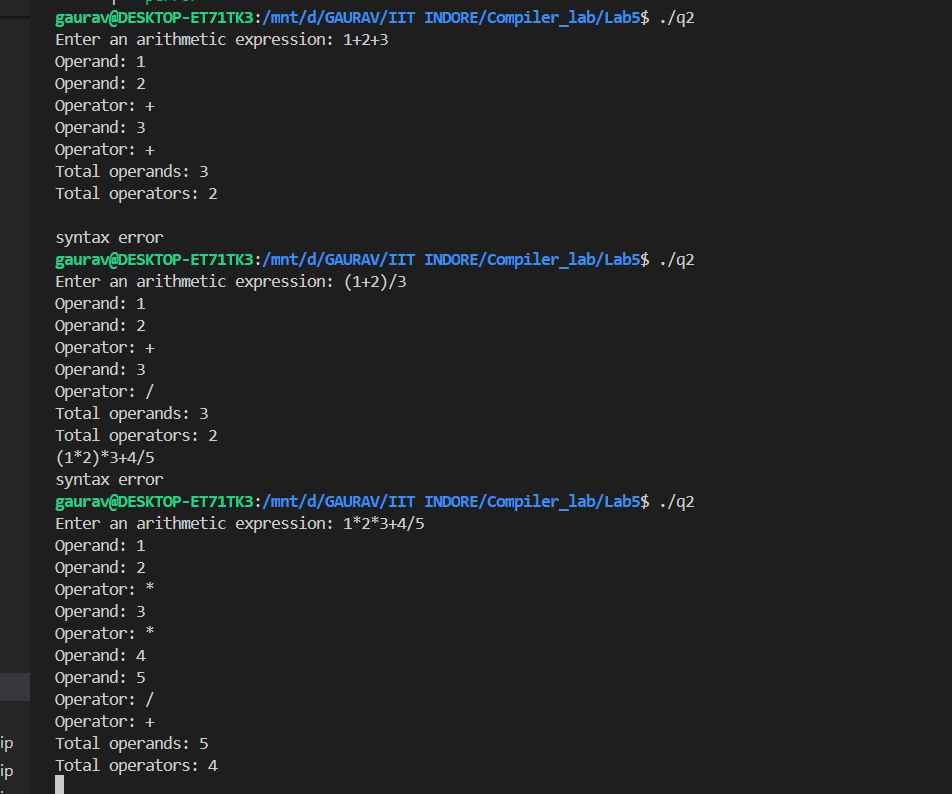 gaurav@DESKTOP-ET71TK3:/mnt/d/GAURAV/IIT INDORE/Compiler_lab/Lab5$ ./q2
Enter an arithmetic expression: 1+2+3
Operand: 1
Operand: 2
Operator: +
Operand: 3
Operator: +
Total operands: 3
Total operators: 2
syntax error
gaurav@DESKTOP-ET71TK3:/mnt/d/GAURAV/IIT INDORE/Compiler_lab/Lab5$ ./q2
Enter an arithmetic expression: (1+2)/3
Operand: 1
Operand: 2
Operator: +
Operand: 3
Operator: /
Total operands: 3
Total operators: 2
(1*2)*3+4/5
syntax error
gaurav@DESKTOP-ET71TK3:/mnt/d/GAURAV/IIT INDORE/Compiler_lab/Lab5$ ./q2
Enter an arithmetic expression: 1*2*3+4/5
Operand: 1
Operand: 2
Operator: *
Operand: 3
Operator: *
Operand: 4
Operand: 5
Operator: /
Operator: +
ip
Total operands: 5
Total operators: 4
ip